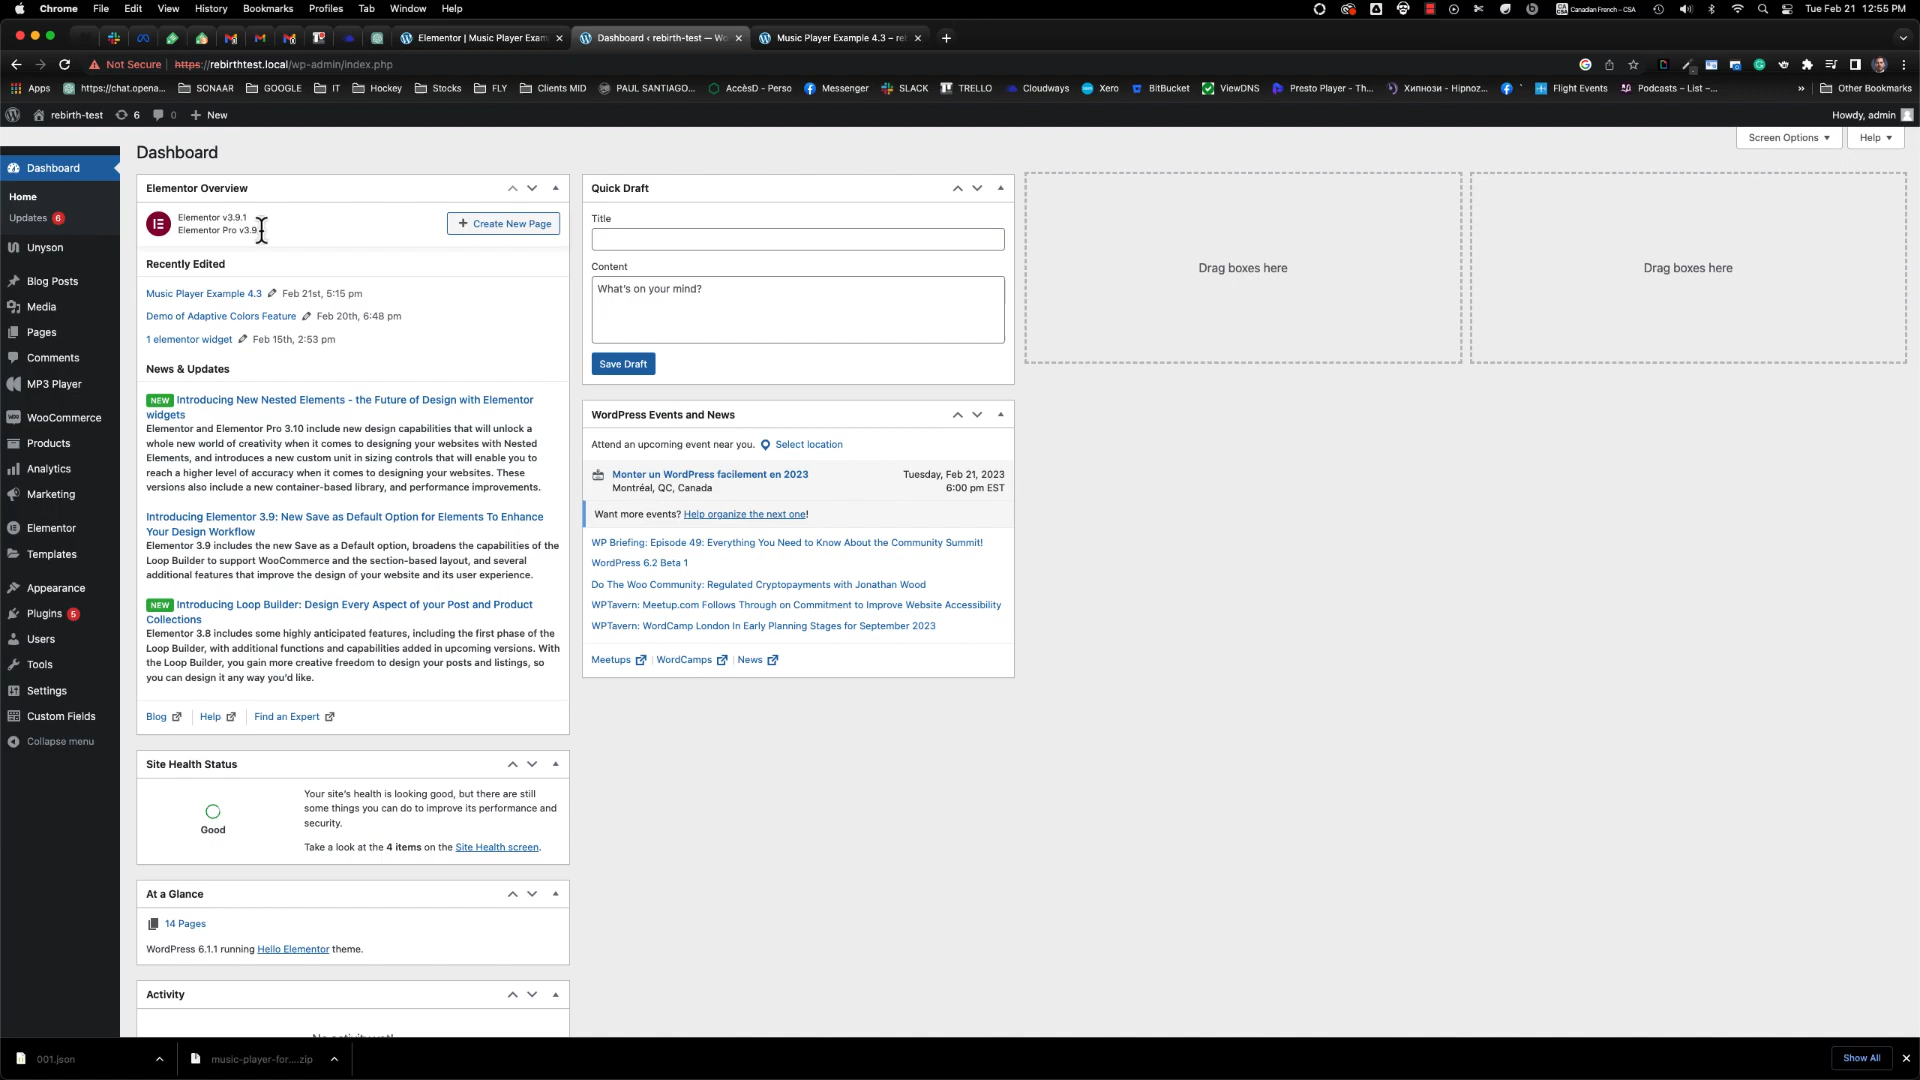 Chrome File Edit View History Bookmarks Profiles Tab Window Help Canadian French – CSA Tue Feb 21 12:55 PM
Elementor | Music Player Exam Dashboard ‹ rebirth-test — Wo Music Player Example 4.3 – re
Not Secure https://rebirthtest.local/wp-admin/index.php
Apps https://chat.opena... SONAAR GOOGLE IT Hockey Stocks FLY Clients MID PAUL SANTIAGO... AccèsD - Perso Messenger SLACK TRELLO Cloudways Xero BitBucket ViewDNS Presto Player - Th... Хипнози - Hipnoz... Flight Events Podcasts – List –... » Other Bookmarks
rebirth-test 6 0 + New Howdy, admin
Screen Options Help
Dashboard
Home
Updates 6
Unyson
Blog Posts
Media
Pages
Comments
MP3 Player
WooCommerce
Products
Analytics
Marketing
Elementor
Templates
Appearance
Plugins 5
Users
Tools
Settings
Custom Fields
Collapse menu
Dashboard
Elementor Overview
Elementor v3.9.1
Elementor Pro v3.9.
+ Create New Page
Recently Edited
Music Player Example 4.3 Feb 21st, 5:15 pm
Demo of Adaptive Colors Feature Feb 20th, 6:48 pm
1 elementor widget Feb 15th, 2:53 pm
News & Updates
NEW Introducing New Nested Elements - the Future of Design with Elementor
widgets
Elementor and Elementor Pro 3.10 include new design capabilities that will unlock a
whole new world of creativity when it comes to designing your websites with Nested
Elements, and introduces a new custom unit in sizing controls that will enable you to
reach a higher level of accuracy when it comes to designing your websites. These
versions also include a new container-based library, and performance improvements.
Introducing Elementor 3.9: New Save as Default Option for Elements To Enhance
Your Design Workflow
Elementor 3.9 includes the new Save as a Default option, broadens the capabilities of the
Loop Builder to support WooCommerce and the section-based layout, and several
additional features that improve the design of your website and its user experience.
NEW Introducing Loop Builder: Design Every Aspect of your Post and Product
Collections
Elementor 3.8 includes some highly anticipated features, including the first phase of the
Loop Builder, with additional functions and capabilities added in upcoming versions. With
the Loop Builder, you gain more creative freedom to design your posts and listings, so
you can design it any way you'd like.
Blog Help Find an Expert
Site Health Status
Good
Your site's health is looking good, but there are still
some things you can do to improve its performance and
security.
Take a look at the 4 items on the Site Health screen.
At a Glance
14 Pages
WordPress 6.1.1 running Hello Elementor theme.
Activity
Quick Draft
Title
Content
What's on your mind?
Save Draft
WordPress Events and News
Attend an upcoming event near you. Select location
Monter un WordPress facilement en 2023 Tuesday, Feb 21, 2023
Montréal, QC, Canada 6:00 pm EST
Want more events? Help organize the next one!
WP Briefing: Episode 49: Everything You Need to Know About the Community Summit!
WordPress 6.2 Beta 1
Do The Woo Community: Regulated Cryptopayments with Jonathan Wood
WPTavern: Meetup.com Follows Through on Commitment to Improve Website Accessibility
WPTavern: WordCamp London In Early Planning Stages for September 2023
Meetups WordCamps News
Drag boxes here
Drag boxes here
001.json music-player-for....zip Show All